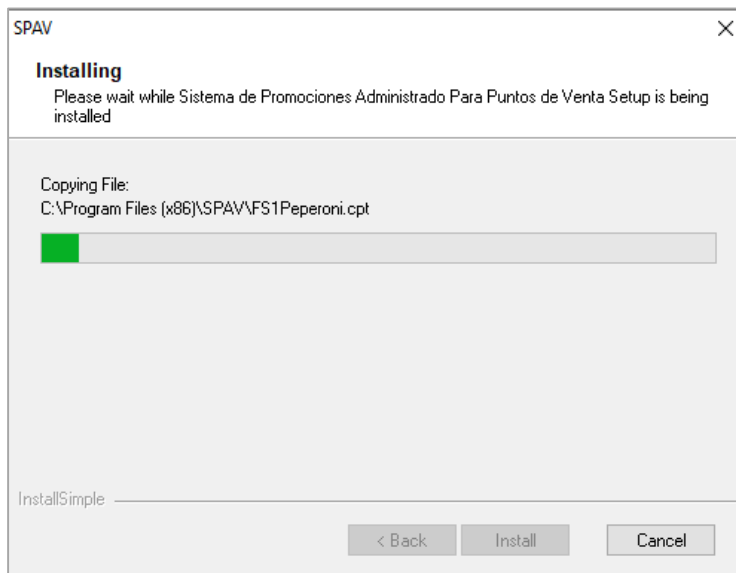 SPAV
Installing
Please wait while Sistema de Promociones Administrado Para Puntos de Venta Setup is being
installed
Copying File:
C:\Program Files (x86)\SPAV\FS1Peperoni.cpt
InstallSimple
< Back Install Cancel